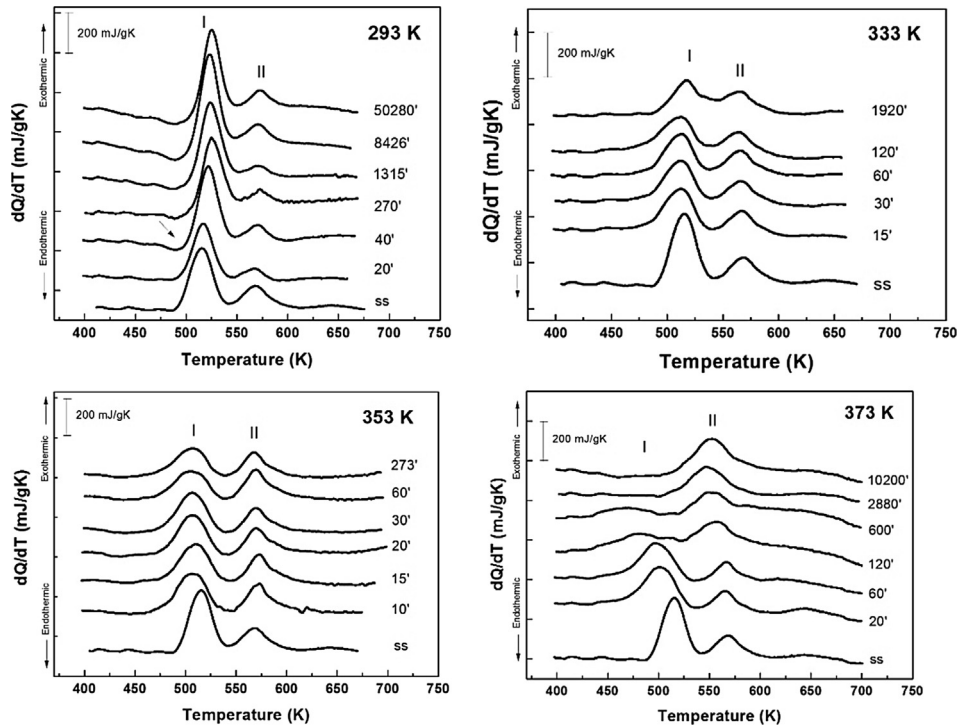 200 mJ/gK
293 K
I
II
dQ/dT (mJ/gK)
Exothermic
Endothermic
50280'
8426'
1315'
270'
40'
20'
ss
400 450 500 550 600 650 700 750
Temperature (K)
200 mJ/gK
333 K
I
II
dQ/dT (mJ/gK)
Exothermic
Endothermic
1920'
120'
60'
30'
15'
ss
400 450 500 550 600 650 700 750
Temperature (K)
200 mJ/gK
353 K
I
II
dQ/dT (mJ/gK)
Exothermic
Endothermic
273'
60'
30'
20'
15'
10'
ss
400 450 500 550 600 650 700 750
Temperature (K)
200 mJ/gK
373 K
I
II
dQ/dT (mJ/gK)
Exothermic
Endothermic
10200'
2880'
600'
120'
60'
20'
ss
400 450 500 550 600 650 700 750
Temperature (K)